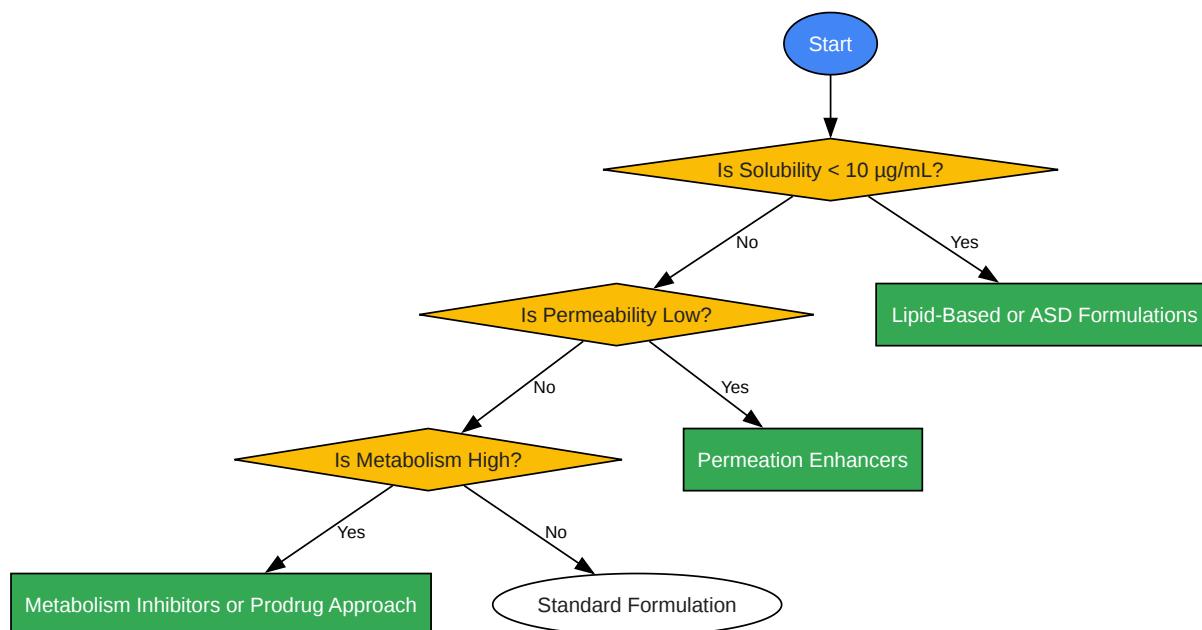 Start
Is Solubility < 10 µg/mL?
No
Yes
Is Permeability Low?
Lipid-Based or ASD Formulations
No
Yes
Is Metabolism High?
Permeation Enhancers
Yes
No
Metabolism Inhibitors or Prodrug Approach
Standard Formulation